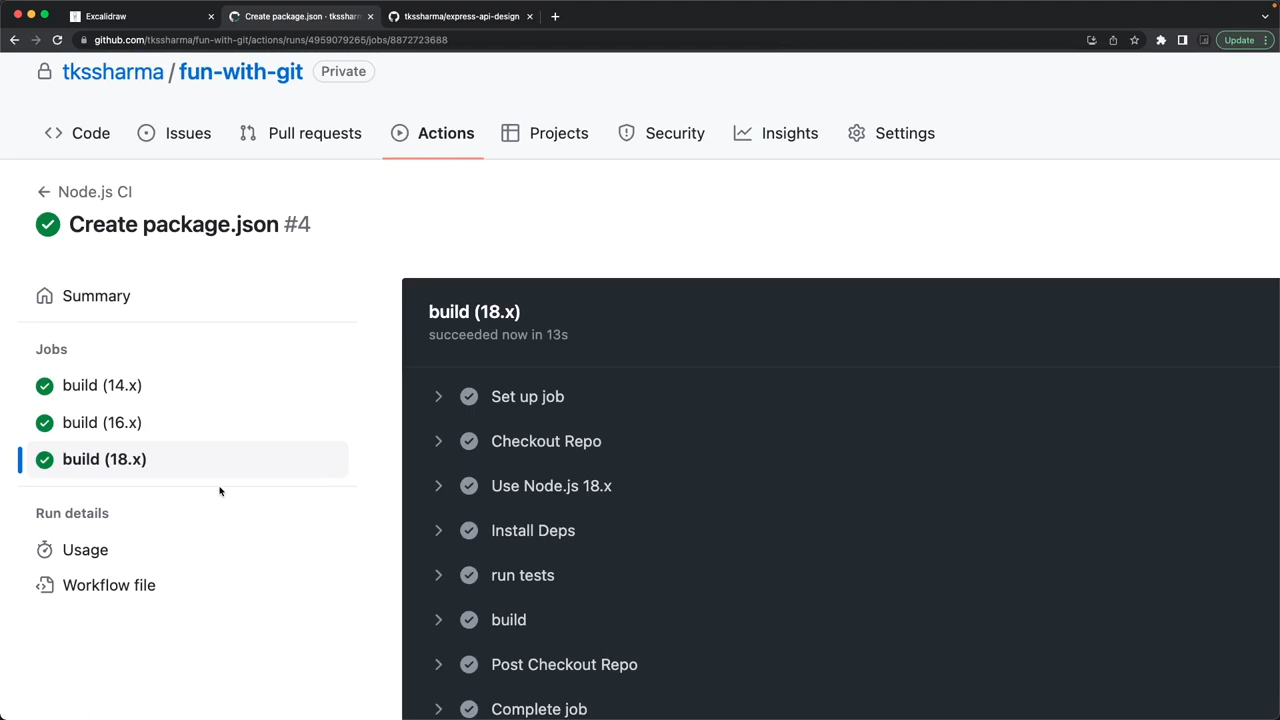 Excalidraw
Create package.json · tkssharm
tkssharma/express-api-design
github.com/tkssharma/fun-with-git/actions/runs/4959079265/jobs/8872723688
Update
tkssharma / fun-with-git Private
Code Issues Pull requests Actions Projects Security Insights Settings
Node.js CI
Create package.json #4
Summary
Jobs
build (14.x)
build (16.x)
build (18.x)
Run details
Usage
Workflow file
build (18.x)
succeeded now in 13s
Set up job
Checkout Repo
Use Node.js 18.x
Install Deps
run tests
build
Post Checkout Repo
Complete job